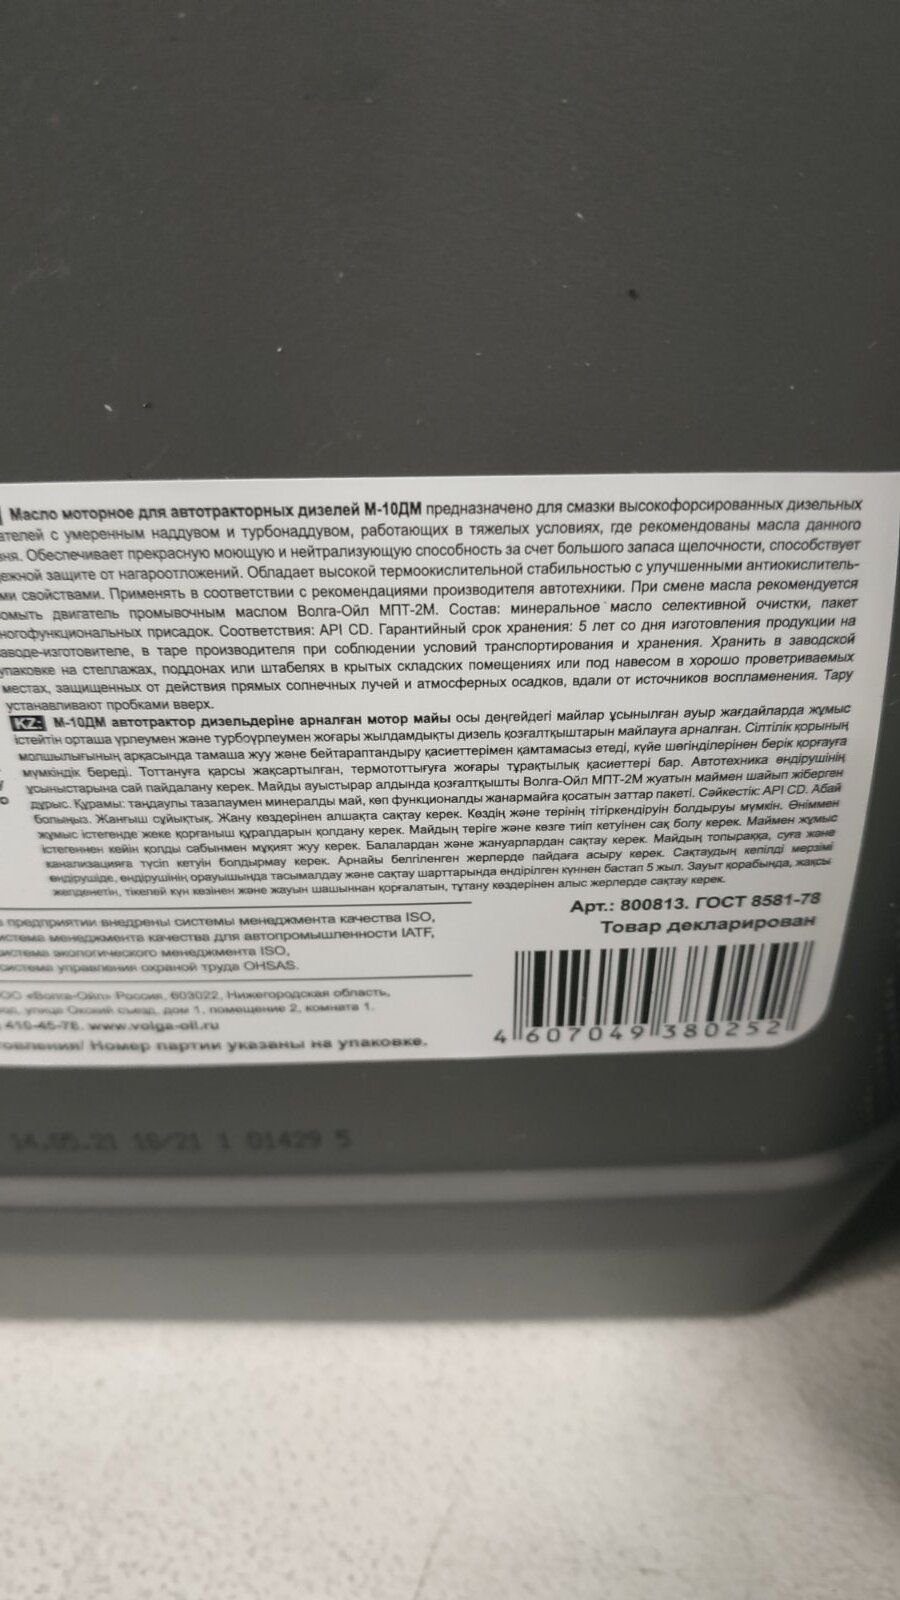 Масло моторное для автотракторных дизелей М-10ДМ предназначено для смазки высокофорсированных дизельных
ателей с умеренным наддувом и турбонаддувом, работающих в тяжелых условиях, где рекомендованы масла данного
ня. Обеспечивает прекрасную моющую и нейтрализующую способность за счет большого запаса щелочности, способствует
ежной защите от нагароотложений. Обладает высокой термоокислительной стабильностью с улучшенными антиокислитель-
ми свойствами. Применять в соответствии с рекомендациями производителя автотехники. При смене масла рекомендуется
омыть двигатель промывочным маслом Волга-Ойл МПТ-2М. Состав: минеральное масло селективной очистки, пакет
ногофункциональных присадок. Соответствия: API CD. Гарантийный срок хранения: 5 лет со дня изготовления продукции на
аводе-изготовителе, в таре производителя при соблюдении условий транспортирования и хранения. Хранить в заводской
упаковке на стеллажах, поддонах или штабелях в крытых складских помещениях или под навесом в хорошо проветриваемых
местах, защищенных от действия прямых солнечных лучей и атмосферных осадков, вдали от источников воспламенения. Тару
устанавливают пробками вверх.
KZ: М-10ДМ автотрактор дизельдеріне арналған мотор майы осы деңгейдегі майлар ұсынылған ауыр жағдайларда жұмыс
істейтін орташа үрлеумен және турбоүрлеумен жоғары жылдамдықты дизель қозғалтқыштарын майлауға арналған. Сілтілік қорының
молшылығының арқасында тамаша жуу және бейтараптандыру қасиеттерімен қамтамасыз етеді, күйе шөгінділерінен берік қорғауға
мүмкіндік береді. Тоттануға қарсы жақсартылған, термототтығуға жоғары тұрақтылық қасиеттері бар. Автотехника өндірушінің
ұсыныстарына сай пайдалану керек. Майды ауыстырар алдында қозғалтқышты Волга-Ойл МПТ-2М жуатын маймен шайып жіберген
дұрыс. Құрамы: таңдаулы тазалаумен минералды май, көп функционалды жанармайға қосатын заттар пакеті. Сәйкестік: API CD. Абай
болыңыз. Жанғыш сұйықтық. Жану көздерінен алшақта сақтау керек. Көздің және терінің тітіркендіруін болдыруы мүмкін. Өніммен
жұмыс істегенде жеке қорғаныш құралдарын қолдану керек. Майдың теріге және көзге тиіп кетуінен сақ болу керек. Маймен жұмыс
істегеннен кейін қолды сабынмен мұқият жуу керек. Балалардан және жануарлардан сақтау керек. Майдың топыраққа, суға және
канализацияға түсіп кетуін болдырмау керек. Арнайы белгіленген жерлерде пайдаға асыру керек. Сақтаудың кепілді мерзімі
өндірушіде, өндірушінің орауышында тасымалдау және сақтау шарттарында өндірілген күннен бастап 5 жыл. Зауыт қорабында, жақсы
желденетін, тікелей күн көзінен және жауын шашыннан қорғалатын, тұтану көздерінен алыс жерлерде сақтау керек.
Арт.: 800813. ГОСТ 8581-78
Товар декларирован
предприятии внедрены системы менеджмента качества ISO,
истема менеджмента качества для автопромышленности IATF,
истема экологического менеджмента ISO,
система управления охраной труда OHSAS.
ОО «Волга-Ойл» Россия, 603022, Нижегородская область,
од, улица Окский съезд, дом 1, помещение 2, комната 1.
410-45-78, www.volga-oil.ru
товления/ Номер партии указаны на упаковке.
4 607049 380252
14.05.21 18/21 1 01429 5